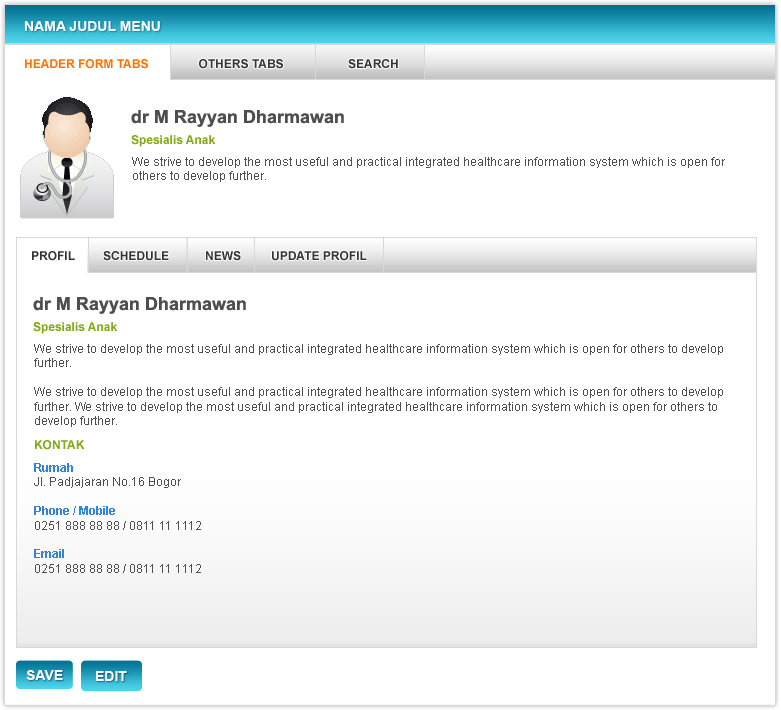 NAMA JUDUL MENU
HEADER FORM TABS
OTHERS TABS
SEARCH
dr M Rayyan Dharmawan
Spesialis Anak
We strive to develop the most useful and practical integrated healthcare information system which is open for
others to develop further.
PROFIL
SCHEDULE
NEWS
UPDATE PROFIL
dr M Rayyan Dharmawan
Spesialis Anak
We strive to develop the most useful and practical integrated healthcare information system which is open for others to develop
further.
We strive to develop the most useful and practical integrated healthcare information system which is open for others to develop
further. We strive to develop the most useful and practical integrated healthcare information system which is open for others to
develop further.
KONTAK
Rumah
Jl. Padjajaran No.16 Bogor
Phone / Mobile
0251 888 88 88 / 0811 11 1112
Email
0251 888 88 88 / 0811 11 1112
SAVE
EDIT